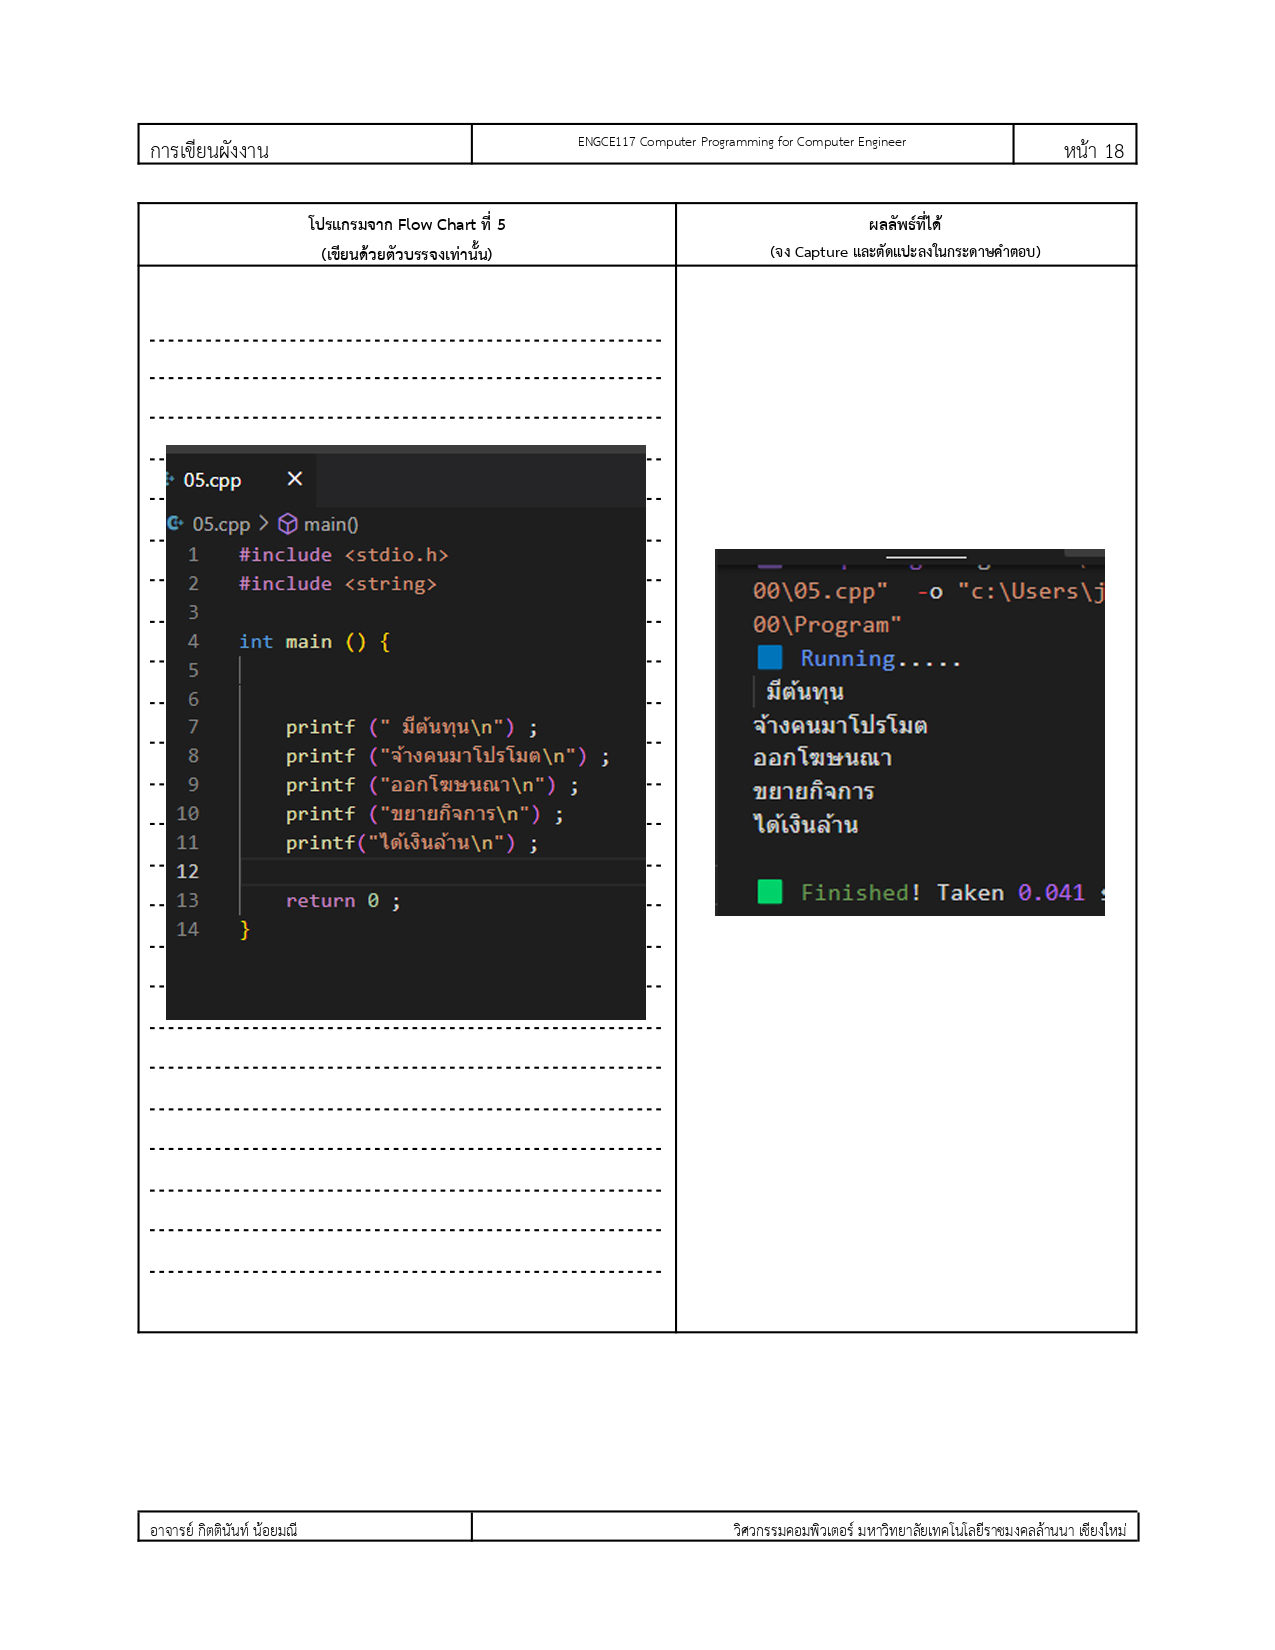 การเขียนผังงาน
ENGCE117 Computer Programming for Computer Engineer
หน้า 18
โปรแกรมจาก Flow Chart ที่ 5
(เขียนด้วยตัวบรรจงเท่านั้น)
ผลลัพธ์ที่ได้
(จง Capture และตัดแปะลงในกระดาษคำตอบ)
05.cpp ×
05.cpp > main()
1 #include <stdio.h>
2 #include <string>
3
4 int main () {
5
6
7 printf (" มีต้นทุน\n") ;
8 printf ("จ้างคนมาโปรโมต\n") ;
9 printf ("ออกโฆษนณา\n") ;
10 printf ("ขยายกิจการ\n") ;
11 printf("ได้เงินล้าน\n") ;
12
13 return 0 ;
14 }
00\05.cpp" -o "c:\Users\j
00\Program"
Running.....
มีต้นทุน
จ้างคนมาโปรโมต
ออกโฆษนณา
ขยายกิจการ
ได้เงินล้าน
Finished! Taken 0.041
อาจารย์ กิตตินันท์ น้อยมณี
วิศวกรรมคอมพิวเตอร์ มหาวิทยาลัยเทคโนโลยีราชมงคลล้านนา เชียงใหม่